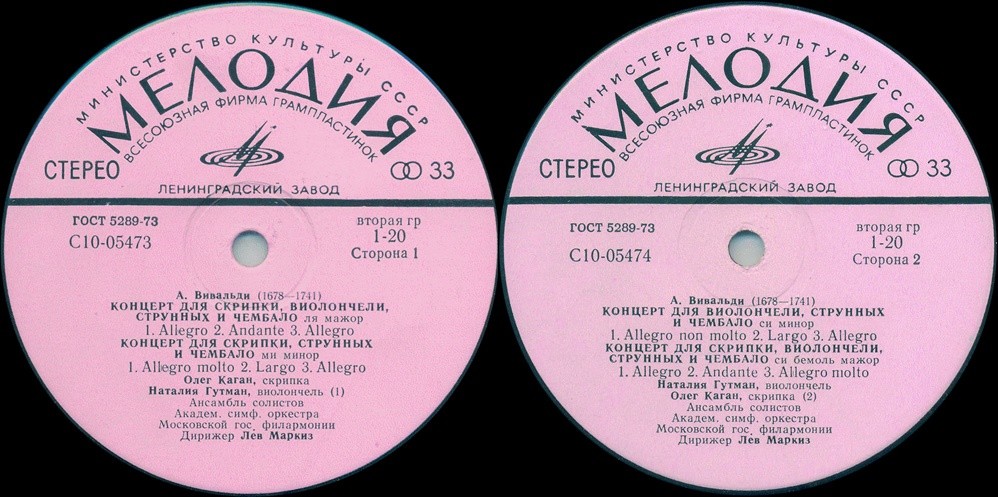 МИНИСТЕРСТВО КУЛЬТУРЫ СССР
МЕЛОДИЯ
ВСЕСОЮЗНАЯ ФИРМА ГРАМПЛАСТИНОК
СТЕРЕО
33
ЛЕНИНГРАДСКИЙ ЗАВОД
ГОСТ 5289-73
С10-05473
вторая гр
1-20
Сторона 1
А. Вивальди (1678—1741)
КОНЦЕРТ ДЛЯ СКРИПКИ, ВИОЛОНЧЕЛИ,
СТРУННЫХ И ЧЕМБАЛО ля мажор
1. Allegro 2. Andante 3. Allegro
КОНЦЕРТ ДЛЯ СКРИПКИ, СТРУННЫХ
И ЧЕМБАЛО ми минор
1. Allegro molto 2. Largo 3. Allegro
Олег Каган, скрипка
Наталия Гутман, виолончель (1)
Ансамбль солистов
Академ. симф. оркестра
Московской гос. филармонии
Дирижер Лев Маркиз
МИНИСТЕРСТВО КУЛЬТУРЫ СССР
МЕЛОДИЯ
ВСЕСОЮЗНАЯ ФИРМА ГРАМПЛАСТИНОК
СТЕРЕО
33
ЛЕНИНГРАДСКИЙ ЗАВОД
ГОСТ 5289-73
С10-05474
вторая гр
1-20
Сторона 2
А. Вивальди (1678—1741)
КОНЦЕРТ ДЛЯ ВИОЛОНЧЕЛИ, СТРУННЫХ
И ЧЕМБАЛО си минор
1. Allegro non molto 2. Largo 3. Allegro
КОНЦЕРТ ДЛЯ СКРИПКИ, ВИОЛОНЧЕЛИ,
СТРУННЫХ И ЧЕМБАЛО си бемоль мажор
1. Allegro 2. Andante 3. Allegro molto
Наталия Гутман, виолончель
Олег Каган, скрипка (2)
Ансамбль солистов
Академ. симф. оркестра
Московской гос. филармонии
Дирижер Лев Маркиз